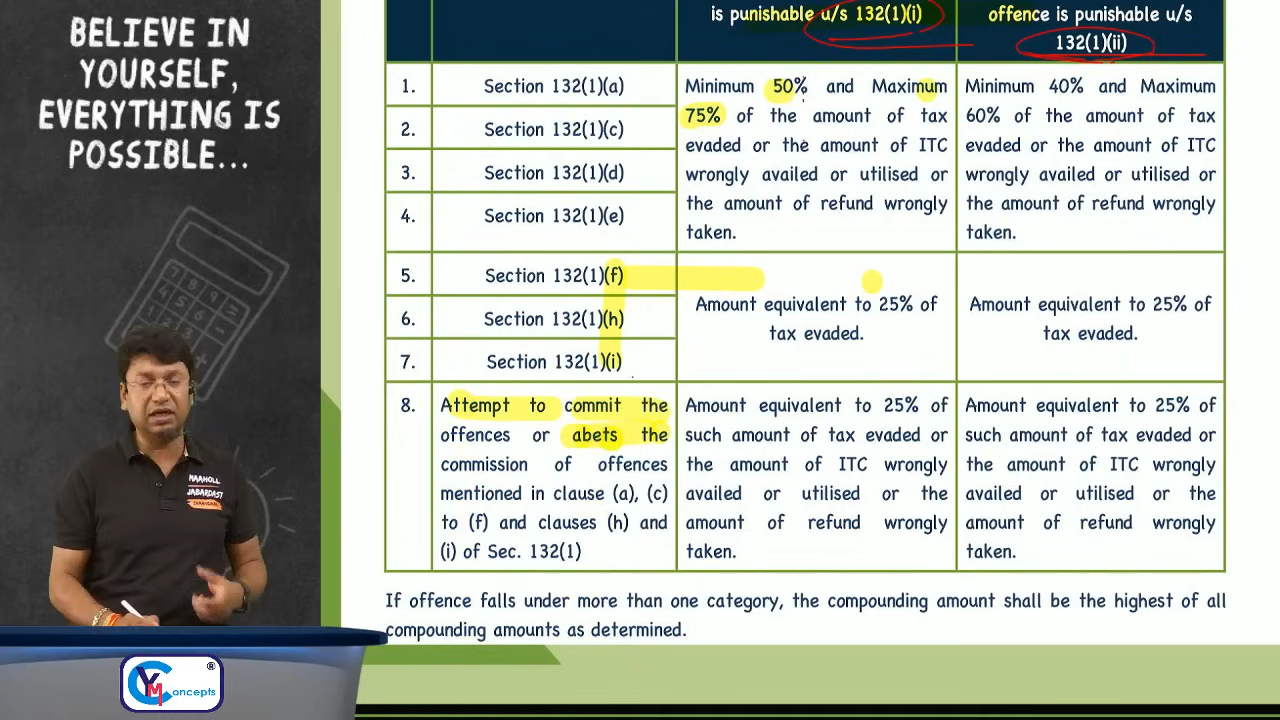 BELIEVE IN
YOURSELF,
EVERYTHING IS
POSSIBLE...
is punishable u/s 132(1)(i)
offence is punishable u/s
132(1)(ii)
1.
Section 132(1)(a)
2.
Section 132(1)(c)
3.
Section 132(1)(d)
4.
Section 132(1)(e)
Minimum 50% and Maximum
75% of the amount of tax
evaded or the amount of ITC
wrongly availed or utilised or
the amount of refund wrongly
taken.
Minimum 40% and Maximum
60% of the amount of tax
evaded or the amount of ITC
wrongly availed or utilised or
the amount of refund wrongly
taken.
5.
Section 132(1)(f)
6.
Section 132(1)(h)
7.
Section 132(1)(i)
Amount equivalent to 25% of
tax evaded.
Amount equivalent to 25% of
tax evaded.
8.
Attempt to commit the
offences or abets the
commission of offences
mentioned in clause (a), (c)
to (f) and clauses (h) and
(i) of Sec. 132(1)
Amount equivalent to 25% of
such amount of tax evaded or
the amount of ITC wrongly
availed or utilised or the
amount of refund wrongly
taken.
Amount equivalent to 25% of
such amount of tax evaded or
the amount of ITC wrongly
availed or utilised or the
amount of refund wrongly
taken.
If offence falls under more than one category, the compounding amount shall be the highest of all
compounding amounts as determined.
MAAHOLL
JABARDAST
CYM
oncepts
®